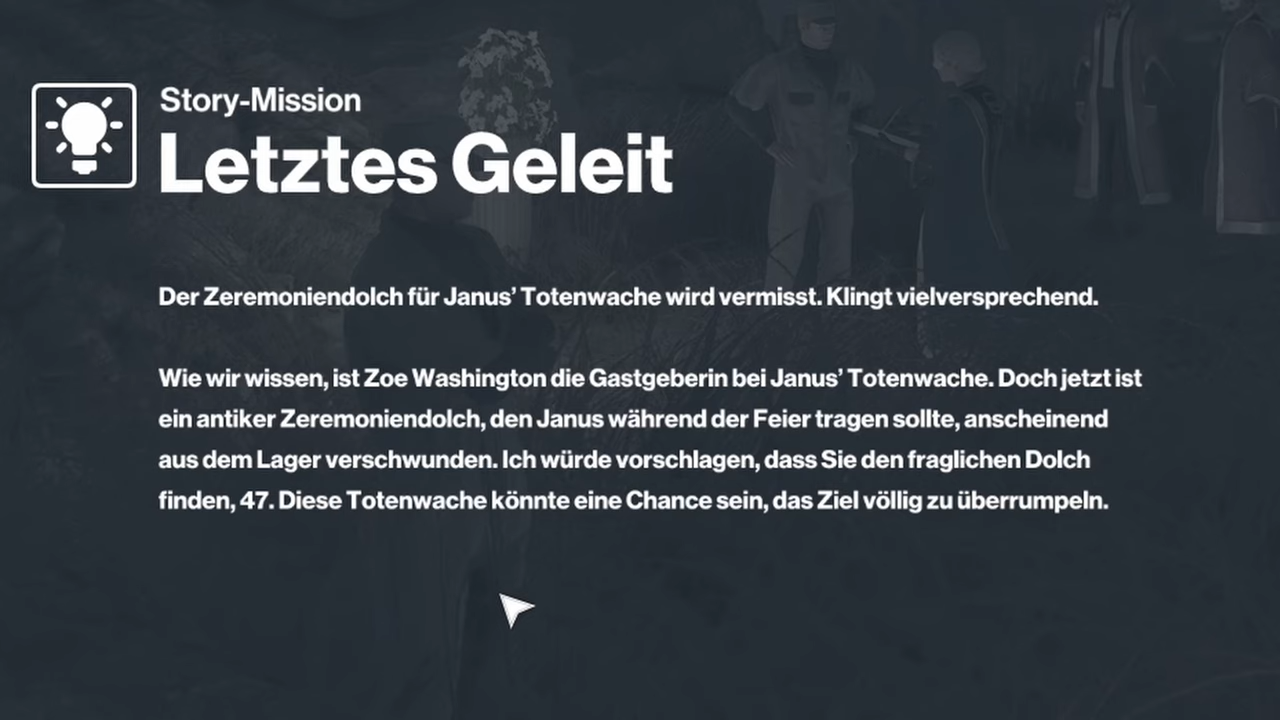 Story-Mission
Letztes Geleit
Der Zeremoniendolch für Janus’ Totenwache wird vermisst. Klingt vielversprechend.
Wie wir wissen, ist Zoe Washington die Gastgeberin bei Janus’ Totenwache. Doch jetzt ist
ein antiker Zeremoniendolch, den Janus während der Feier tragen sollte, anscheinend
aus dem Lager verschwunden. Ich würde vorschlagen, dass Sie den fraglichen Dolch
finden, 47. Diese Totenwache könnte eine Chance sein, das Ziel völlig zu überrumpeln.